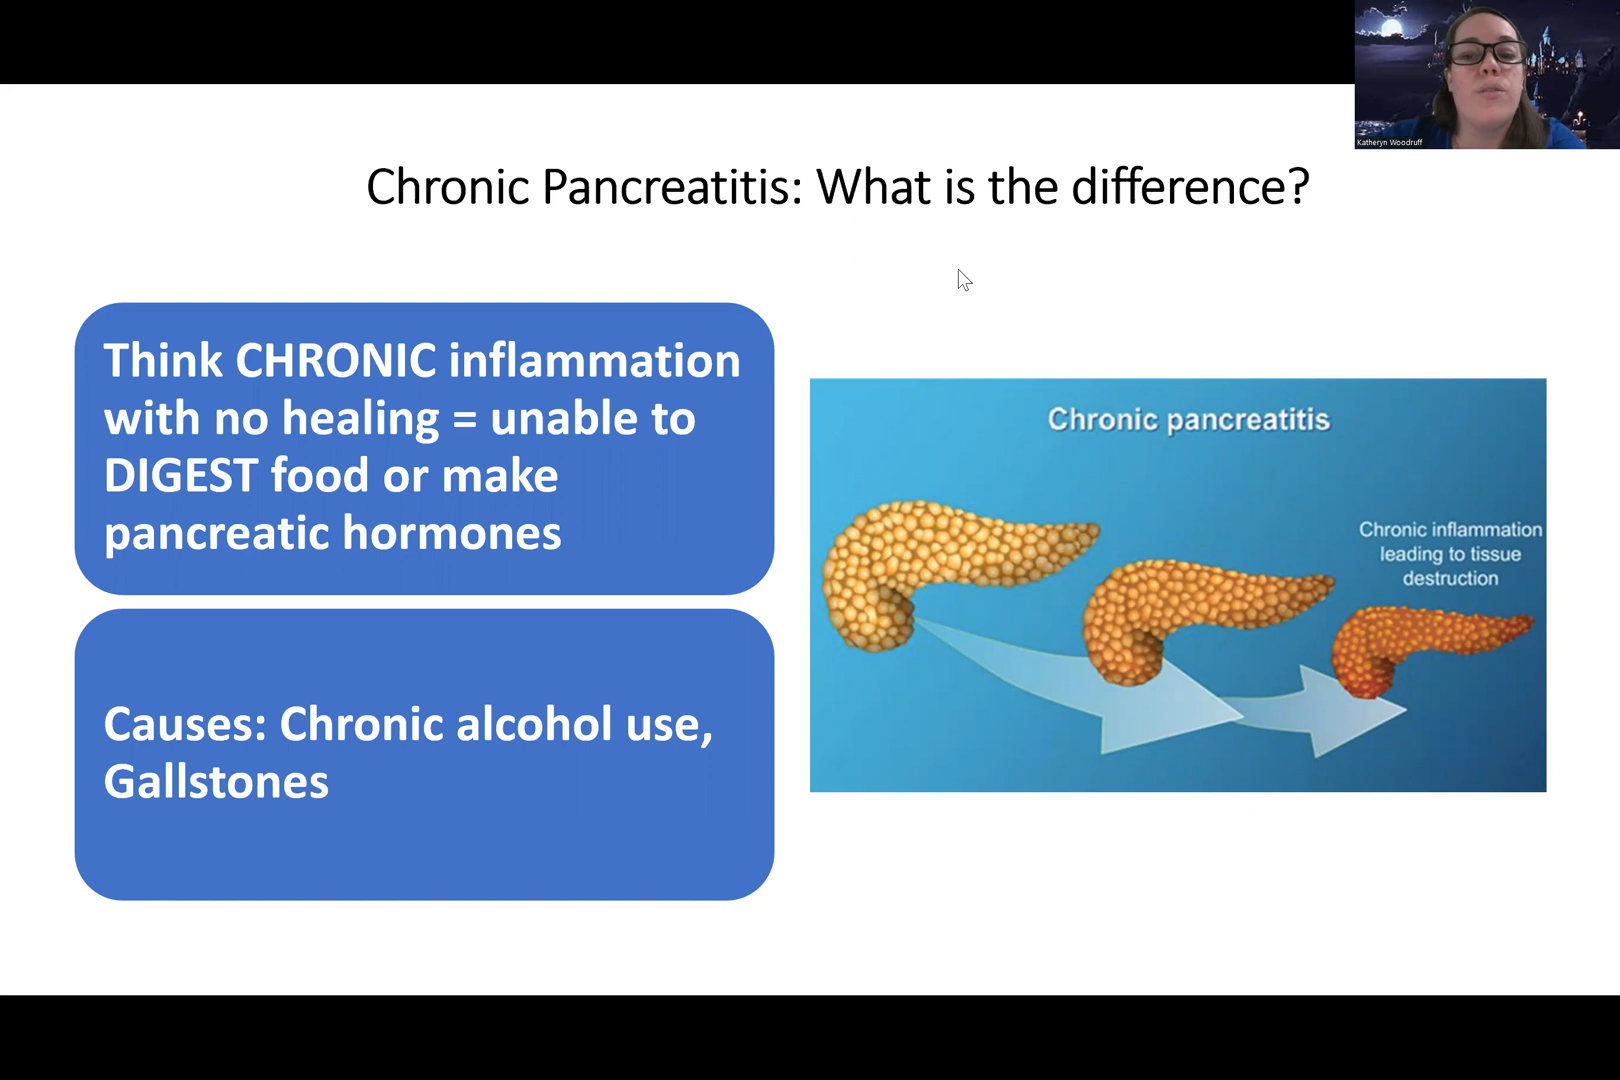 Katheryn Woodruff
Chronic Pancreatitis: What is the difference?
Think CHRONIC inflammation
with no healing = unable to
DIGEST food or make
pancreatic hormones
Causes: Chronic alcohol use,
Gallstones
Chronic pancreatitis
Chronic inflammation
leading to tissue
destruction